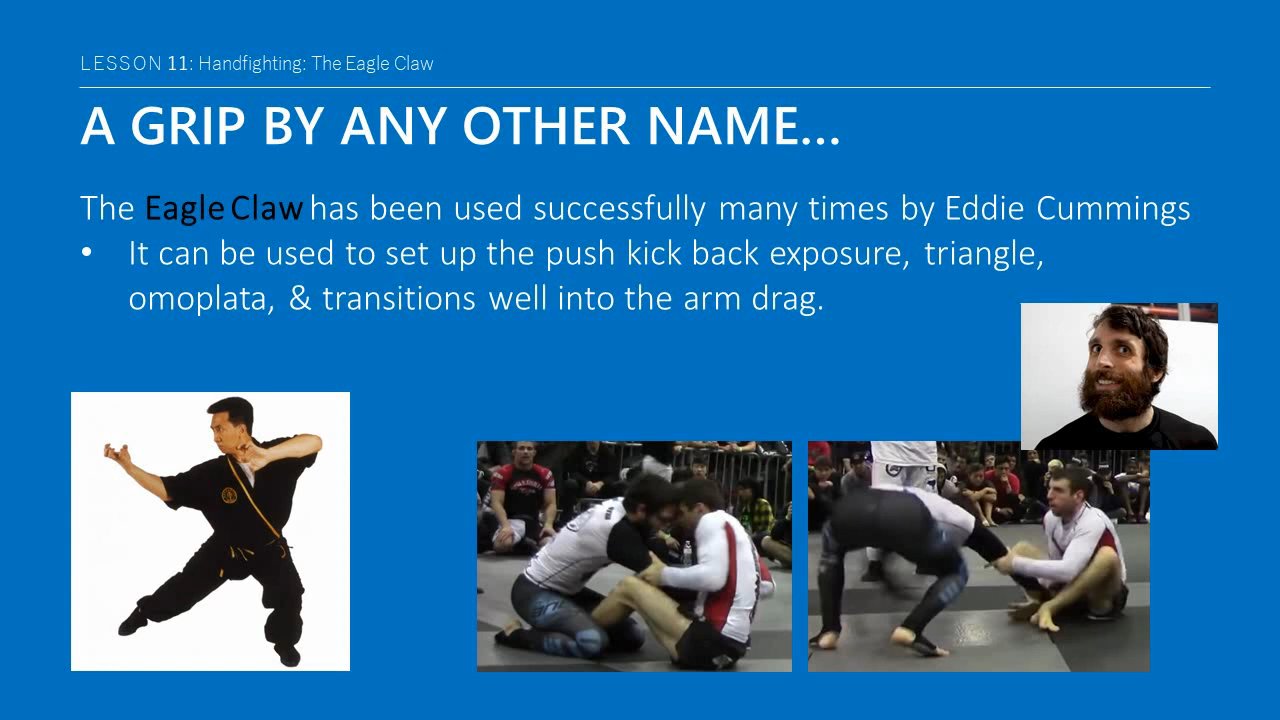 LESSON 11: Handfighting: The Eagle Claw
A GRIP BY ANY OTHER NAME...
The Eagle Claw has been used successfully many times by Eddie Cummings
• It can be used to set up the push kick back exposure, triangle,
omoplata, & transitions well into the arm drag.